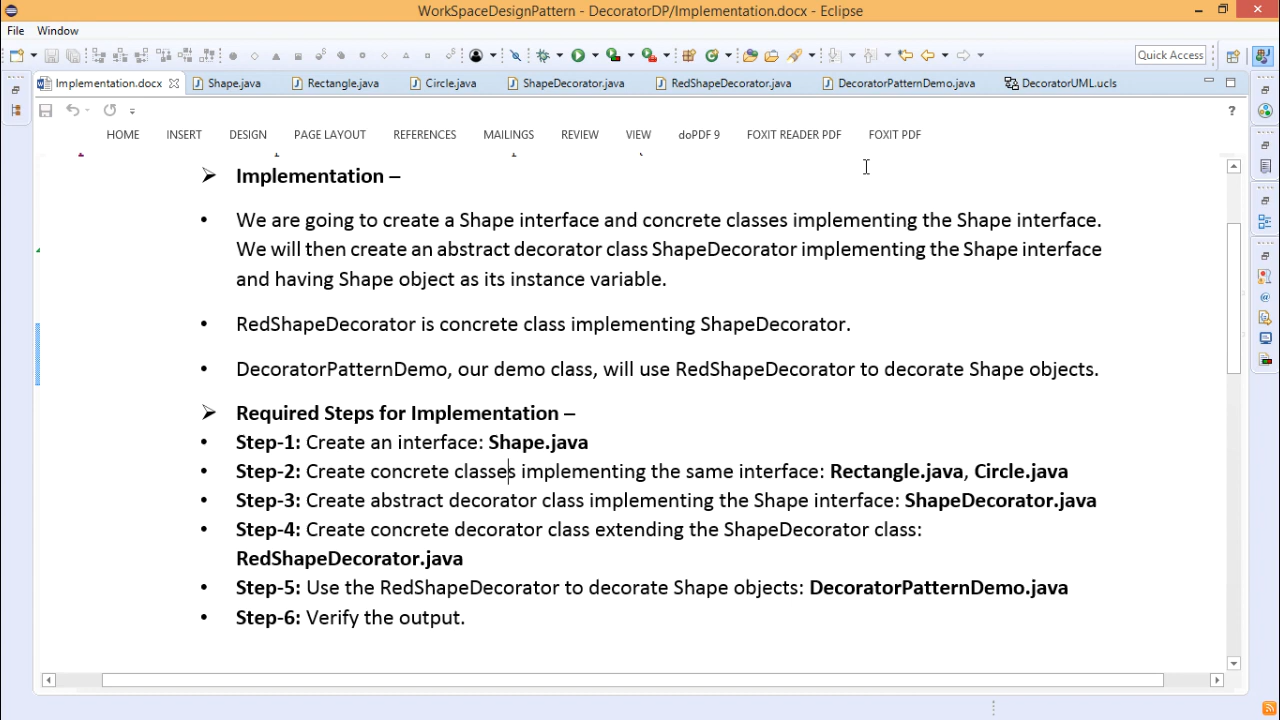 WorkSpaceDesignPattern - DecoratorDP/Implementation.docx - Eclipse
File Window
Quick Access
Implementation.docx Shape.java Rectangle.java Circle.java ShapeDecorator.java RedShapeDecorator.java DecoratorPatternDemo.java DecoratorUML.ucls
HOME INSERT DESIGN PAGE LAYOUT REFERENCES MAILINGS REVIEW VIEW doPDF 9 FOXIT READER PDF FOXIT PDF
➢ Implementation –
• We are going to create a Shape interface and concrete classes implementing the Shape interface.
We will then create an abstract decorator class ShapeDecorator implementing the Shape interface
and having Shape object as its instance variable.
• RedShapeDecorator is concrete class implementing ShapeDecorator.
• DecoratorPatternDemo, our demo class, will use RedShapeDecorator to decorate Shape objects.
➢ Required Steps for Implementation –
• Step-1: Create an interface: Shape.java
• Step-2: Create concrete classes implementing the same interface: Rectangle.java, Circle.java
• Step-3: Create abstract decorator class implementing the Shape interface: ShapeDecorator.java
• Step-4: Create concrete decorator class extending the ShapeDecorator class:
RedShapeDecorator.java
• Step-5: Use the RedShapeDecorator to decorate Shape objects: DecoratorPatternDemo.java
• Step-6: Verify the output.